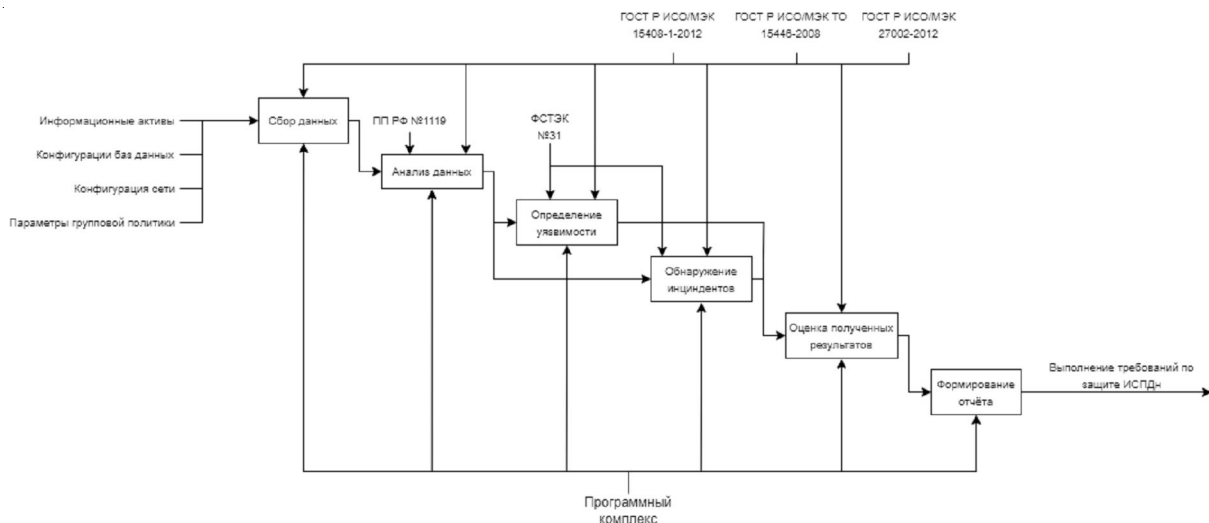 ГОСТ Р ИСО/МЭК
15408-1-2012
ГОСТ Р ИСО/МЭК ТО
15446-2008
ГОСТ Р ИСО/МЭК
27002-2012
Информационные активы
Конфигурации баз данных
Конфигурация сети
Параметры групповой политики
Сбор данных
ПП РФ №1119
Анализ данных
ФСТЭК
№31
Определение
уязвимости
Обнаружение
инциндентов
Оценка полученных
результатов
Формирование
отчёта
Выполнение требований по
защите ИСПДн
Программный
комплекс